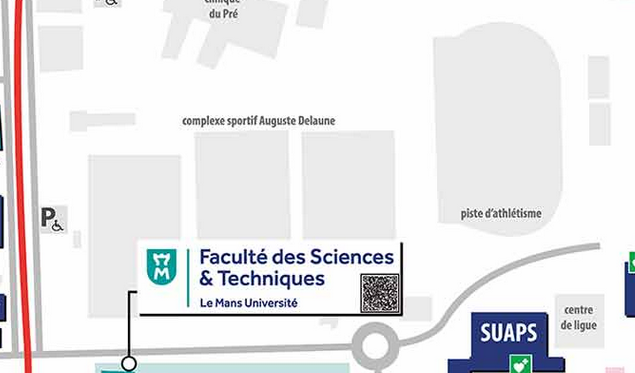 clinique
du Pré
complexe sportif Auguste Delaune
piste d'athlétisme
P
Faculté des Sciences
& Techniques
Le Mans Université
centre
de ligue
SUAPS